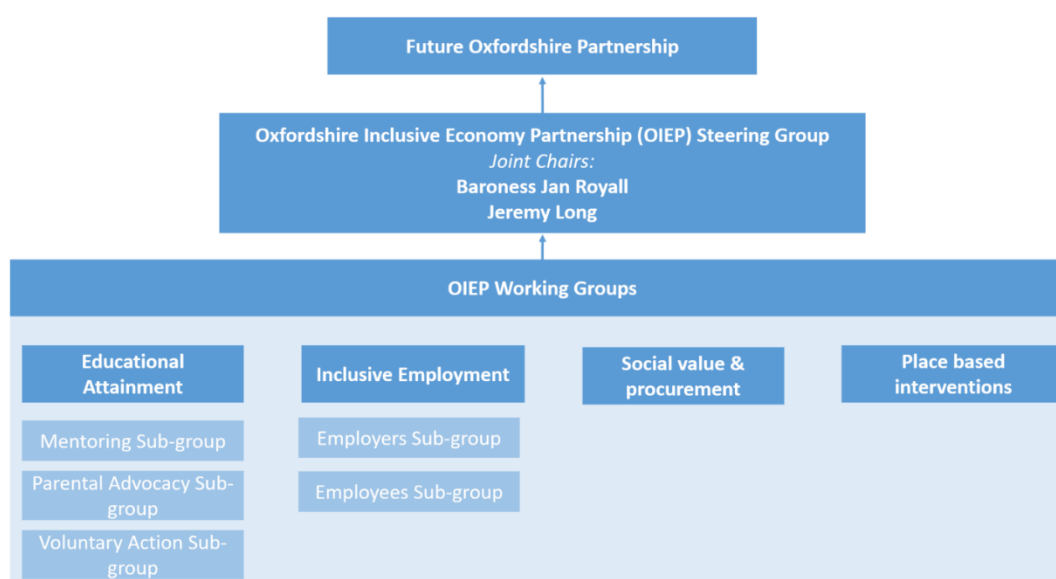 Future Oxfordshire Partnership
Oxfordshire Inclusive Economy Partnership (OIEP) Steering Group
Joint Chairs:
Baroness Jan Royall
Jeremy Long
OIEP Working Groups
Educational
Attainment
Mentoring Sub-group
Parental Advocacy Sub-
group
Voluntary Action Sub-
group
Inclusive Employment
Employers Sub-group
Employees Sub-group
Social value &
procurement
Place based
interventions